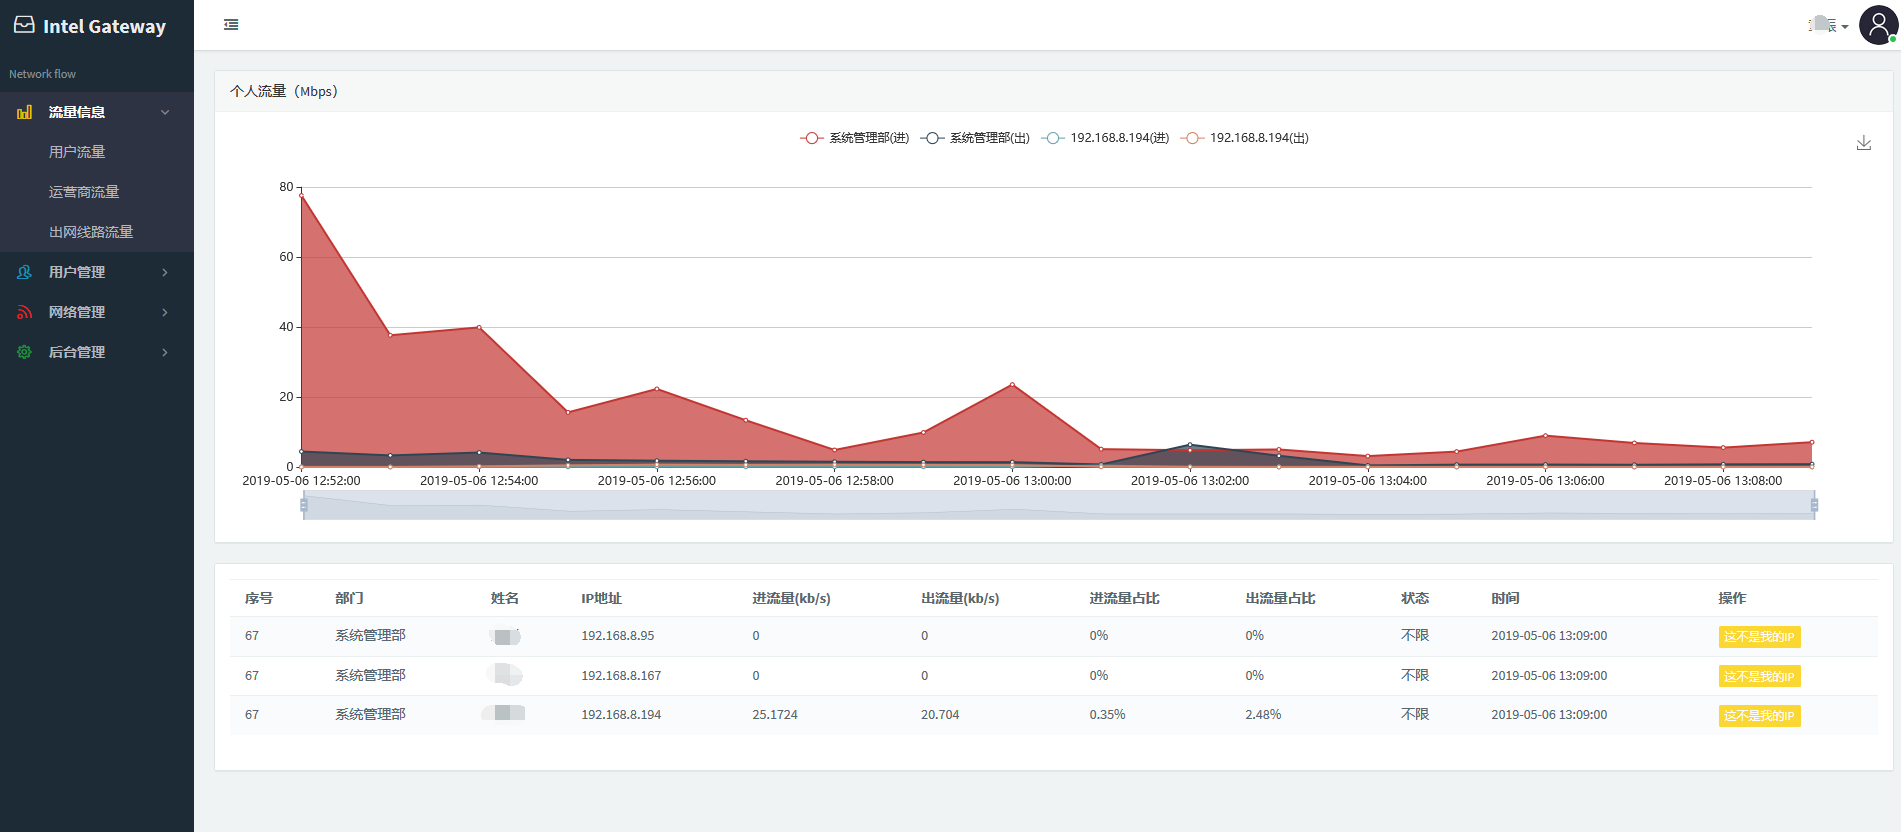 Intel Gateway
Network flow
流量信息
用户流量
运营商流量
出网线路流量
用户管理
网络管理
后台管理
个人流量（Mbps）
系统管理部(进) 系统管理部(出) 192.168.8.194(进) 192.168.8.194(出)
80
60
40
20
0
2019-05-06 12:52:00 2019-05-06 12:54:00 2019-05-06 12:56:00 2019-05-06 12:58:00 2019-05-06 13:00:00 2019-05-06 13:02:00 2019-05-06 13:04:00 2019-05-06 13:06:00 2019-05-06 13:08:00
序号 部门 姓名 IP地址 进流量(kb/s) 出流量(kb/s) 进流量占比 出流量占比 状态 时间 操作
67 系统管理部 192.168.8.95 0 0 0% 0% 不限 2019-05-06 13:09:00 这不是我的IP
67 系统管理部 192.168.8.167 0 0 0% 0% 不限 2019-05-06 13:09:00 这不是我的IP
67 系统管理部 192.168.8.194 25.1724 20.704 0.35% 2.48% 不限 2019-05-06 13:09:00 这不是我的IP